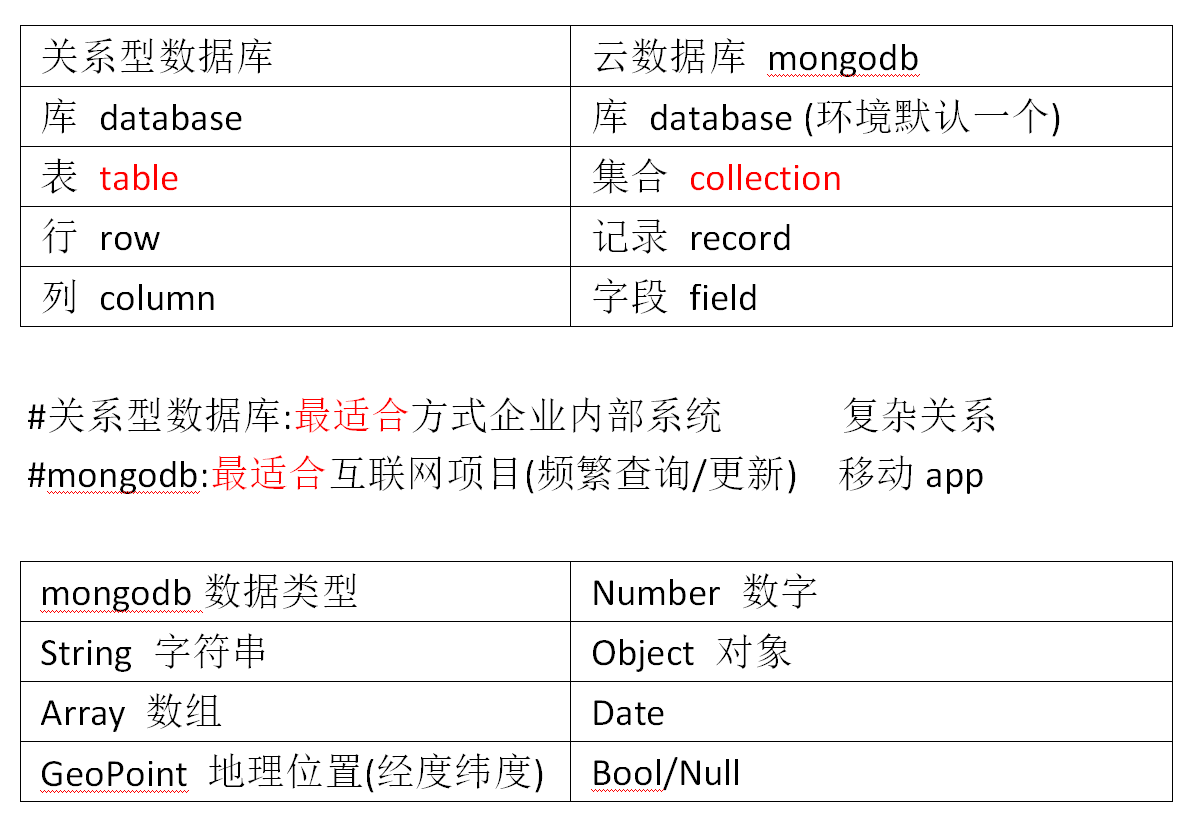 关系型数据库 云数据库 mongodb
库 database 库 database (环境默认一个)
表 table 集合 collection
行 row 记录 record
列 column 字段 field
#关系型数据库:最适合方式企业内部系统 复杂关系
#mongodb:最适合互联网项目(频繁查询/更新) 移动 app
mongodb 数据类型 Number 数字
String 字符串 Object 对象
Array 数组 Date
GeoPoint 地理位置(经度纬度) Bool/Null